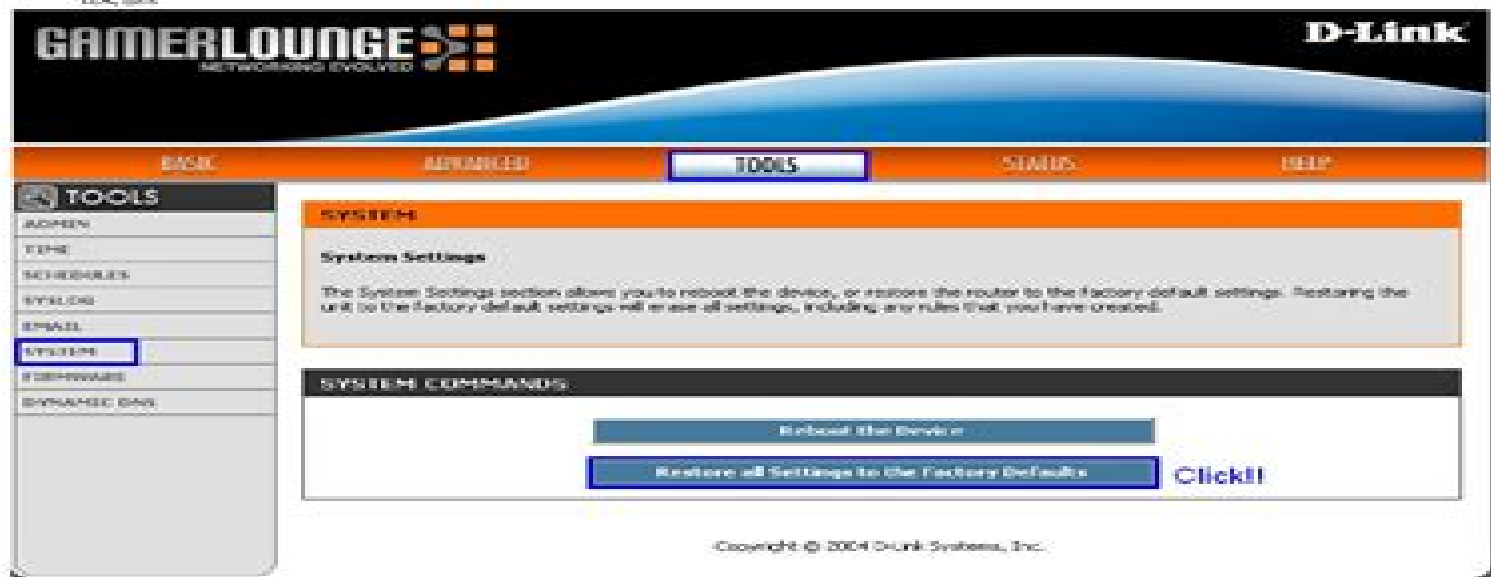 GAMERLOUNGE
NETWORKING EVOLVED
D-Link
BASIC ADVANCED TOOLS STATUS HELP
TOOLS
ADMIN
TIME
SCHEDULES
SYSLOG
EMAIL
SYSTEM
FIRMWARE
DYNAMIC DNS
SYSTEM
System Settings
The System Settings section allows you to reboot the device, or restore the router to the factory default settings. Restoring the
unit to the factory default settings will erase all settings, including any rules that you have created.
SYSTEM COMMANDS
Reboot the Device
Restore all Settings to the Factory Defaults
Click!!
Copyright © 2004 D-Link Systems, Inc.